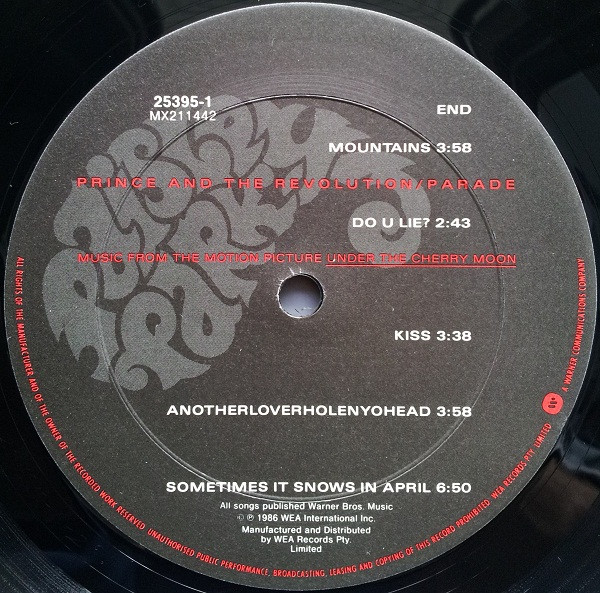 PAISLEY
PARK
25395-1
MX211442
END
MOUNTAINS 3:58
PRINCE AND THE REVOLUTION/PARADE
DO U LIE? 2:43
MUSIC FROM THE MOTION PICTURE UNDER THE CHERRY MOON
KISS 3:38
ANOTHERLOVERHOLENYOHEAD 3:58
SOMETIMES IT SNOWS IN APRIL 6:50
All songs published Warner Bros. Music
© ℗ 1986 WEA International Inc.
Manufactured and Distributed
by WEA Records Pty.
Limited
ALL RIGHTS OF THE MANUFACTURER AND OF THE OWNER OF THE RECORDED WORK RESERVED UNAUTHORISED PUBLIC PERFORMANCE, BROADCASTING, LEASING AND COPYING OF THIS RECORD PROHIBITED. WEA RECORDS PTY. LIMITED
A WARNER COMMUNICATIONS COMPANY